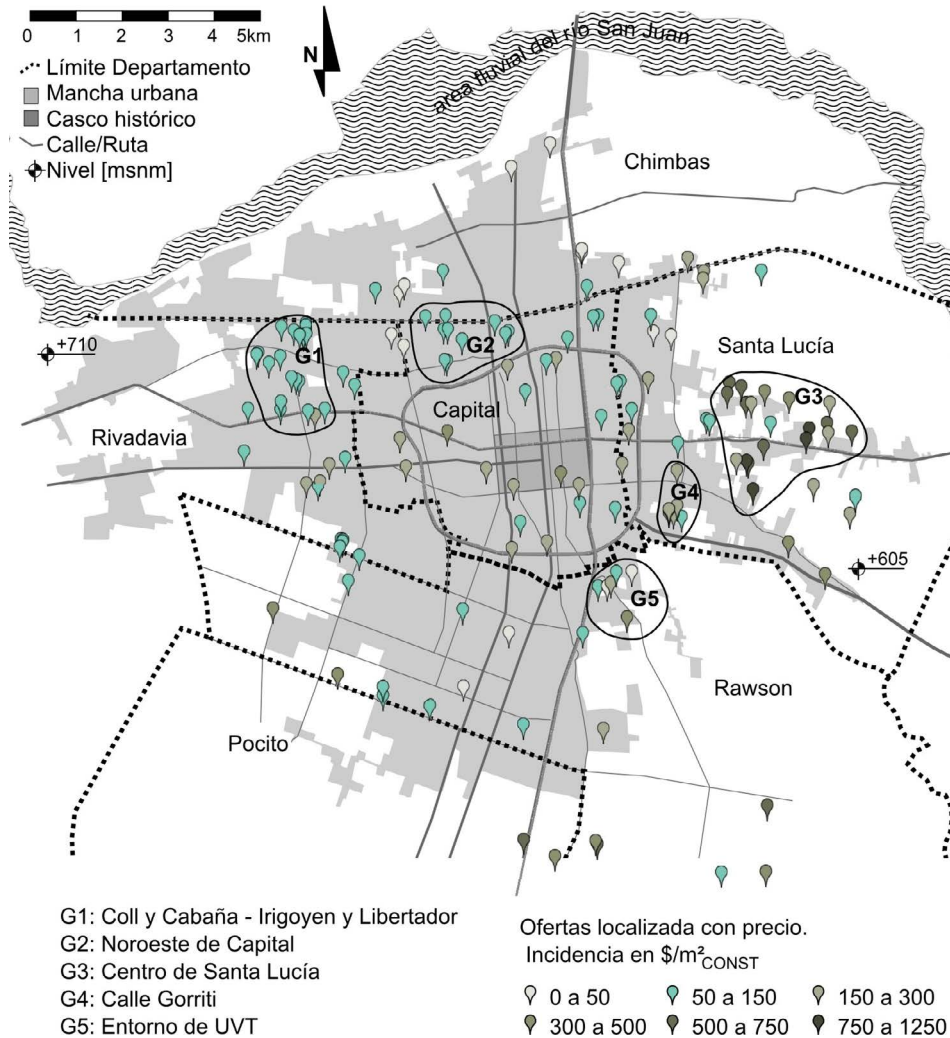 0 1 2 3 4 5km
N
Límite Departamento
Mancha urbana
Casco histórico
Calle/Ruta
Nivel [msnm]
área fluvial del río San Juan
Chimbas
+710
G1
G2
Santa Lucía
G3
Capital
Rivadavia
G4
+605
G5
Rawson
Pocito
G1: Coll y Cabaña - Irigoyen y Libertador
G2: Noroeste de Capital
G3: Centro de Santa Lucía
G4: Calle Gorriti
G5: Entorno de UVT
Ofertas localizada con precio.
Incidencia en $/m²CONST
0 a 50 50 a 150 150 a 300
300 a 500 500 a 750 750 a 1250